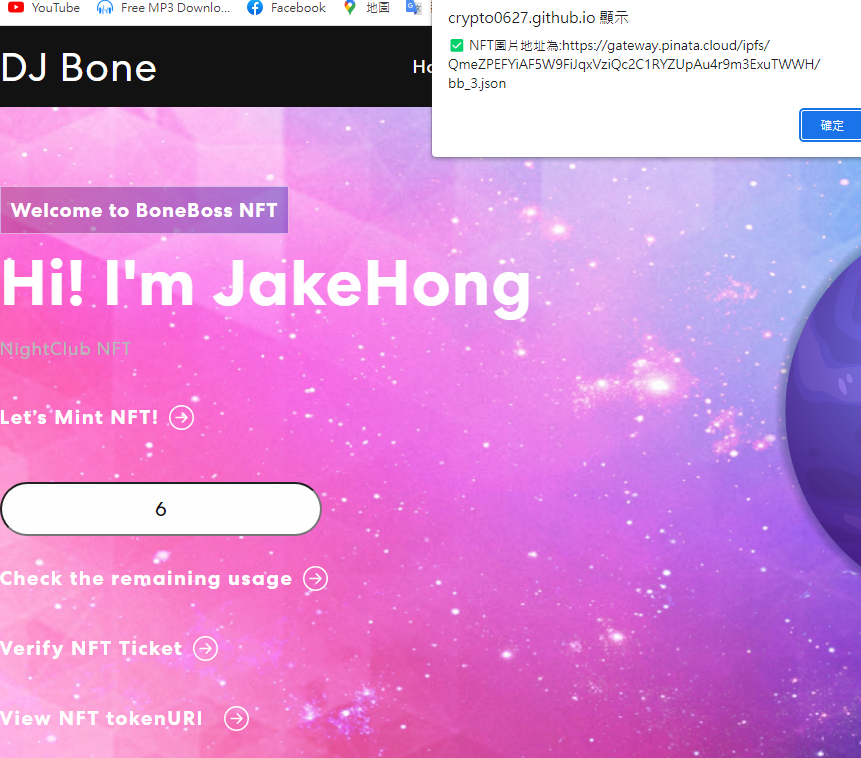 YouTube
Free MP3 Downlo...
Facebook
地圖
crypto0627.github.io 顯示
✅ NFT圖片地址為:https://gateway.pinata.cloud/ipfs/
QmeZPEFYiAF5W9FiJqxVziQc2C1RYZUpAu4r9m3ExuTWWH/
bb_3.json
確定
DJ Bone
Welcome to BoneBoss NFT
Hi! I'm JakeHong
NightClub NFT
Let’s Mint NFT!
6
Check the remaining usage
Verify NFT Ticket
View NFT tokenURI